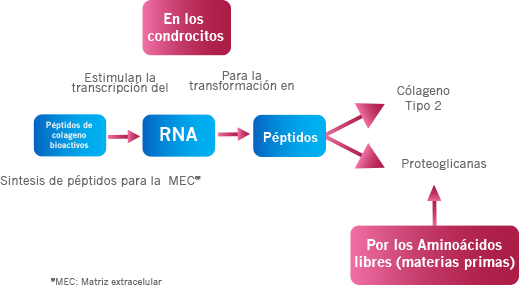 En los
condrocitos
Estimulan la
transcripción del
Para la
transformación en
Péptidos de
colageno
bioactivos
RNA
Péptidos
Cólageno
Tipo 2
Proteoglicanas
Sintesis de péptidos para la MEC*
Por los Aminoácidos
libres (materias primas)
*MEC: Matriz extracelular